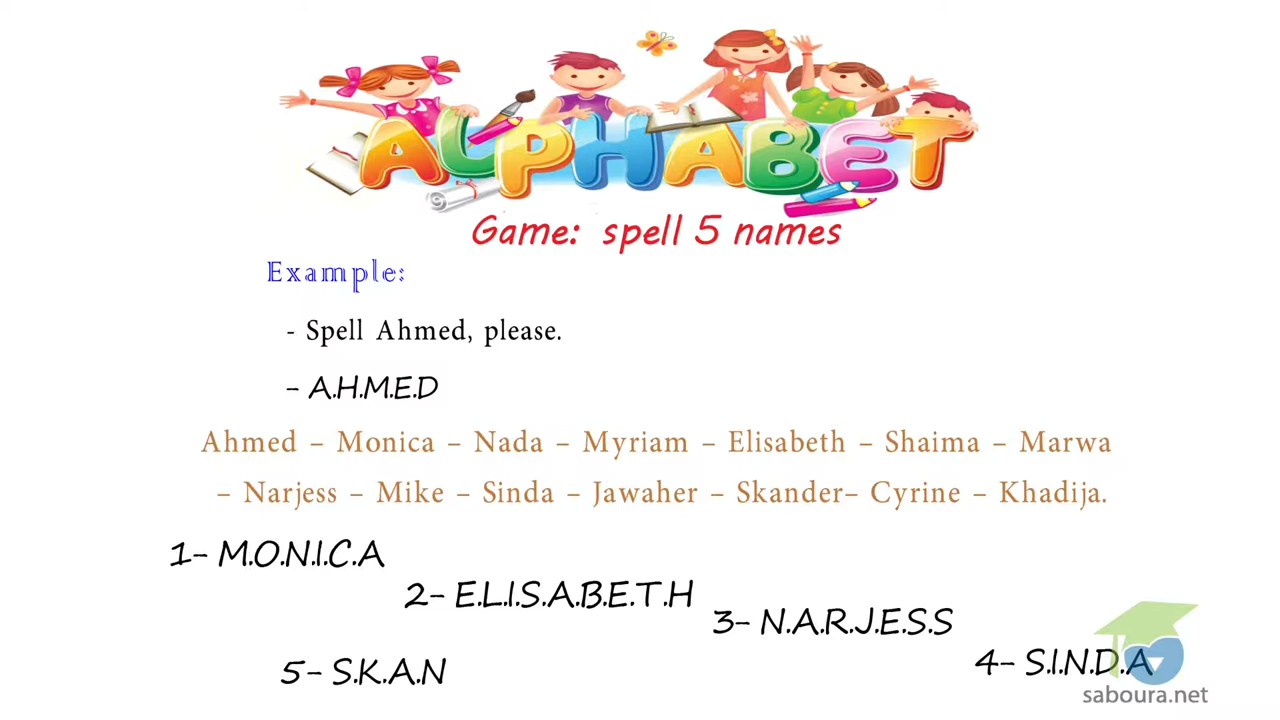 ALPHABET
Game: spell 5 names
Example:
- Spell Ahmed, please.
- A.H.M.E.D
Ahmed – Monica – Nada – Myriam – Elisabeth – Shaima – Marwa
– Narjess – Mike – Sinda – Jawaher – Skander– Cyrine – Khadija.
1- M.O.N.I.C.A
2- E.L.I.S.A.B.E.T.H
3- N.A.R.J.E.S.S
4- S.I.N.D.A
5- S.K.A.N
saboura.net